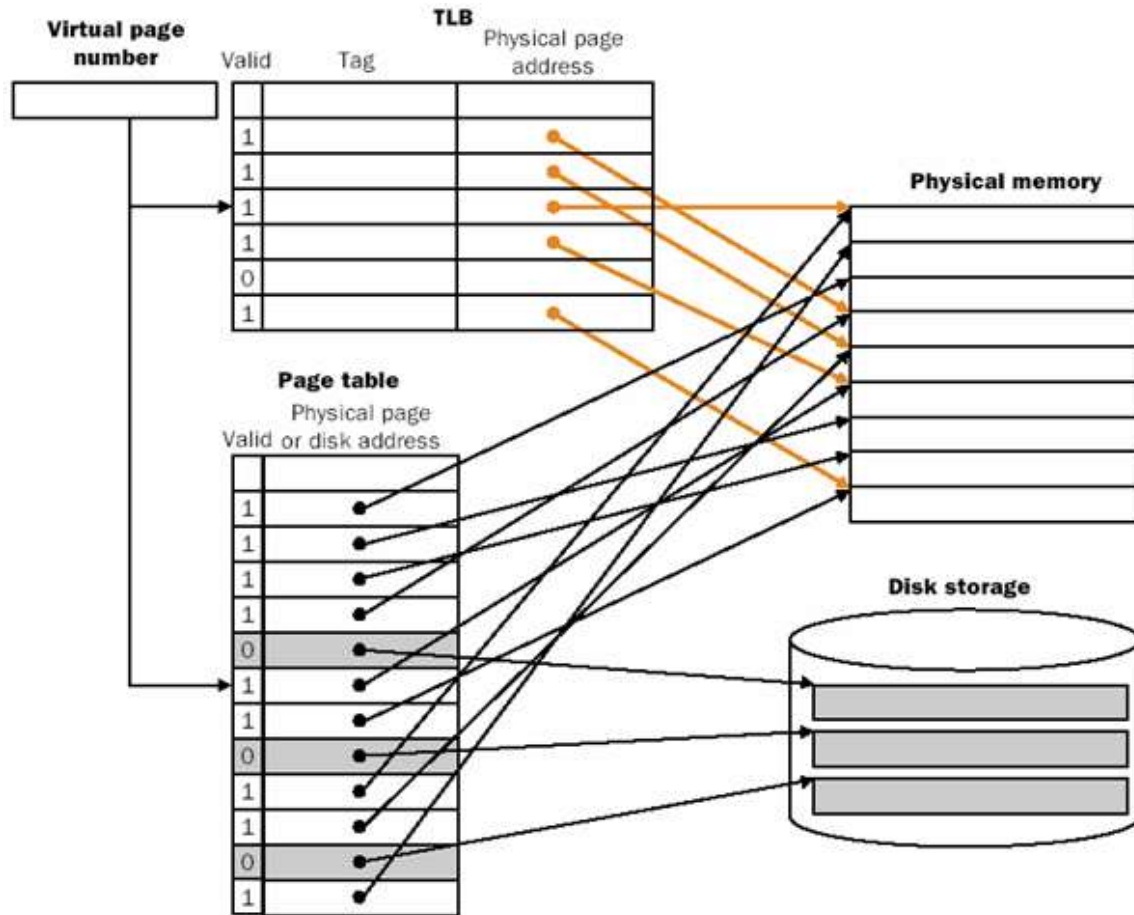 TLB
Virtual page
number
Valid
Tag
Physical page
address
1
1
1
1
0
1
Physical memory
Page table
Physical page
Valid or disk address
1
1
1
1
0
1
1
0
1
1
0
1
Disk storage